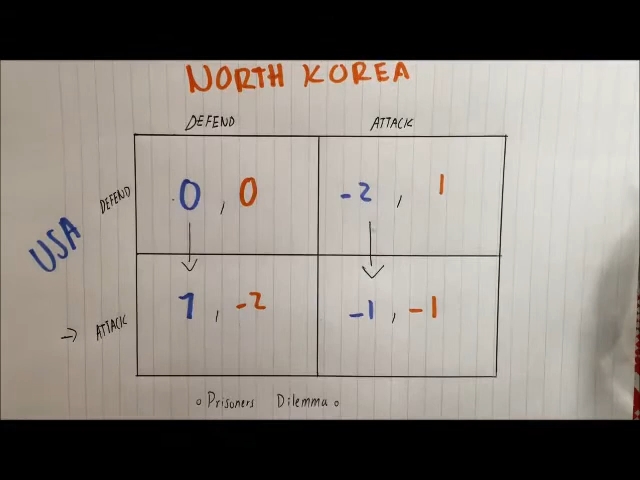 NORTH KOREA
DEFEND ATTACK
DEFEND 0 , 0 -2 , 1
USA
ATTACK 1 , -2 -1 , -1
Prisoners Dilemma